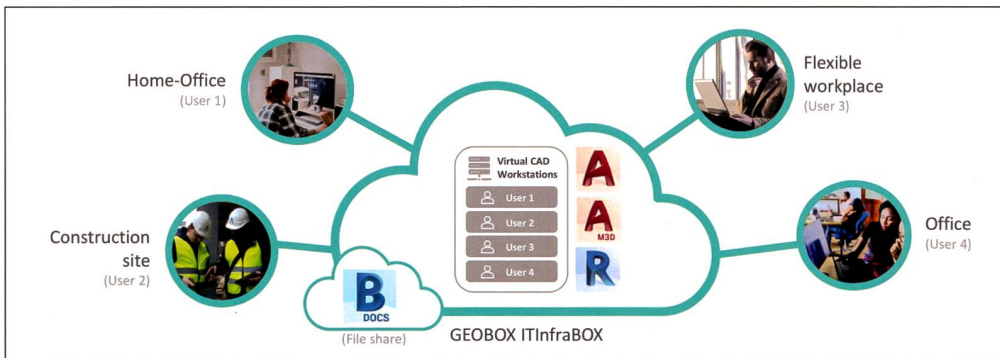 Home-Office
(User 1)
Flexible
workplace
(User 3)
Construction
site
(User 2)
Office
(User 4)
Virtual CAD
Workstations
User 1
User 2
User 3
User 4
A
A
M3D
R
B
DOCS
(File share)
GEOBOX ITInfraBOX